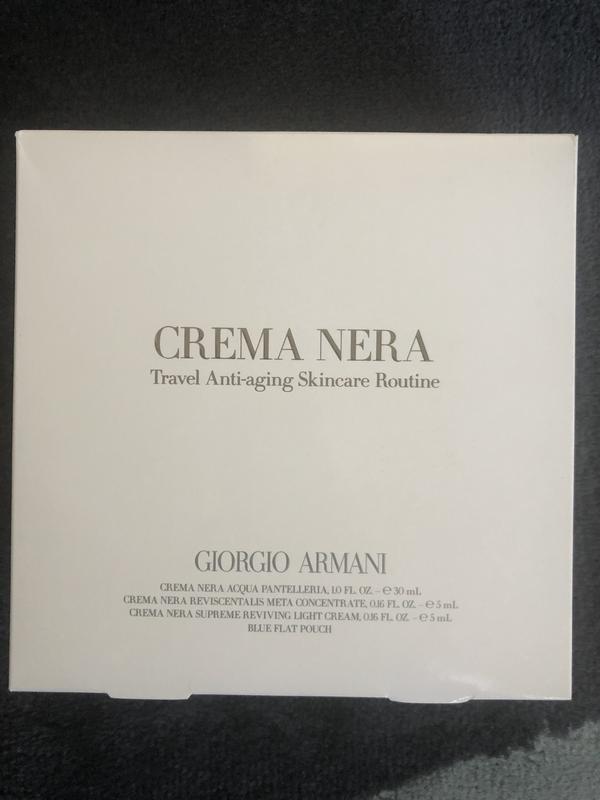 CREMA NERA
Travel Anti-aging Skincare Routine
GIORGIO ARMANI
CREMA NERA ACQUA PANTELLERIA, 1.0 FL. OZ. - ℮ 30 mL
CREMA NERA REVISCENTALIS META CONCENTRATE, 0.16 FL. OZ. - ℮ 5 mL
CREMA NERA SUPREME REVIVING LIGHT CREAM, 0.16 FL. OZ. - ℮ 5 mL
BLUE FLAT POUCH